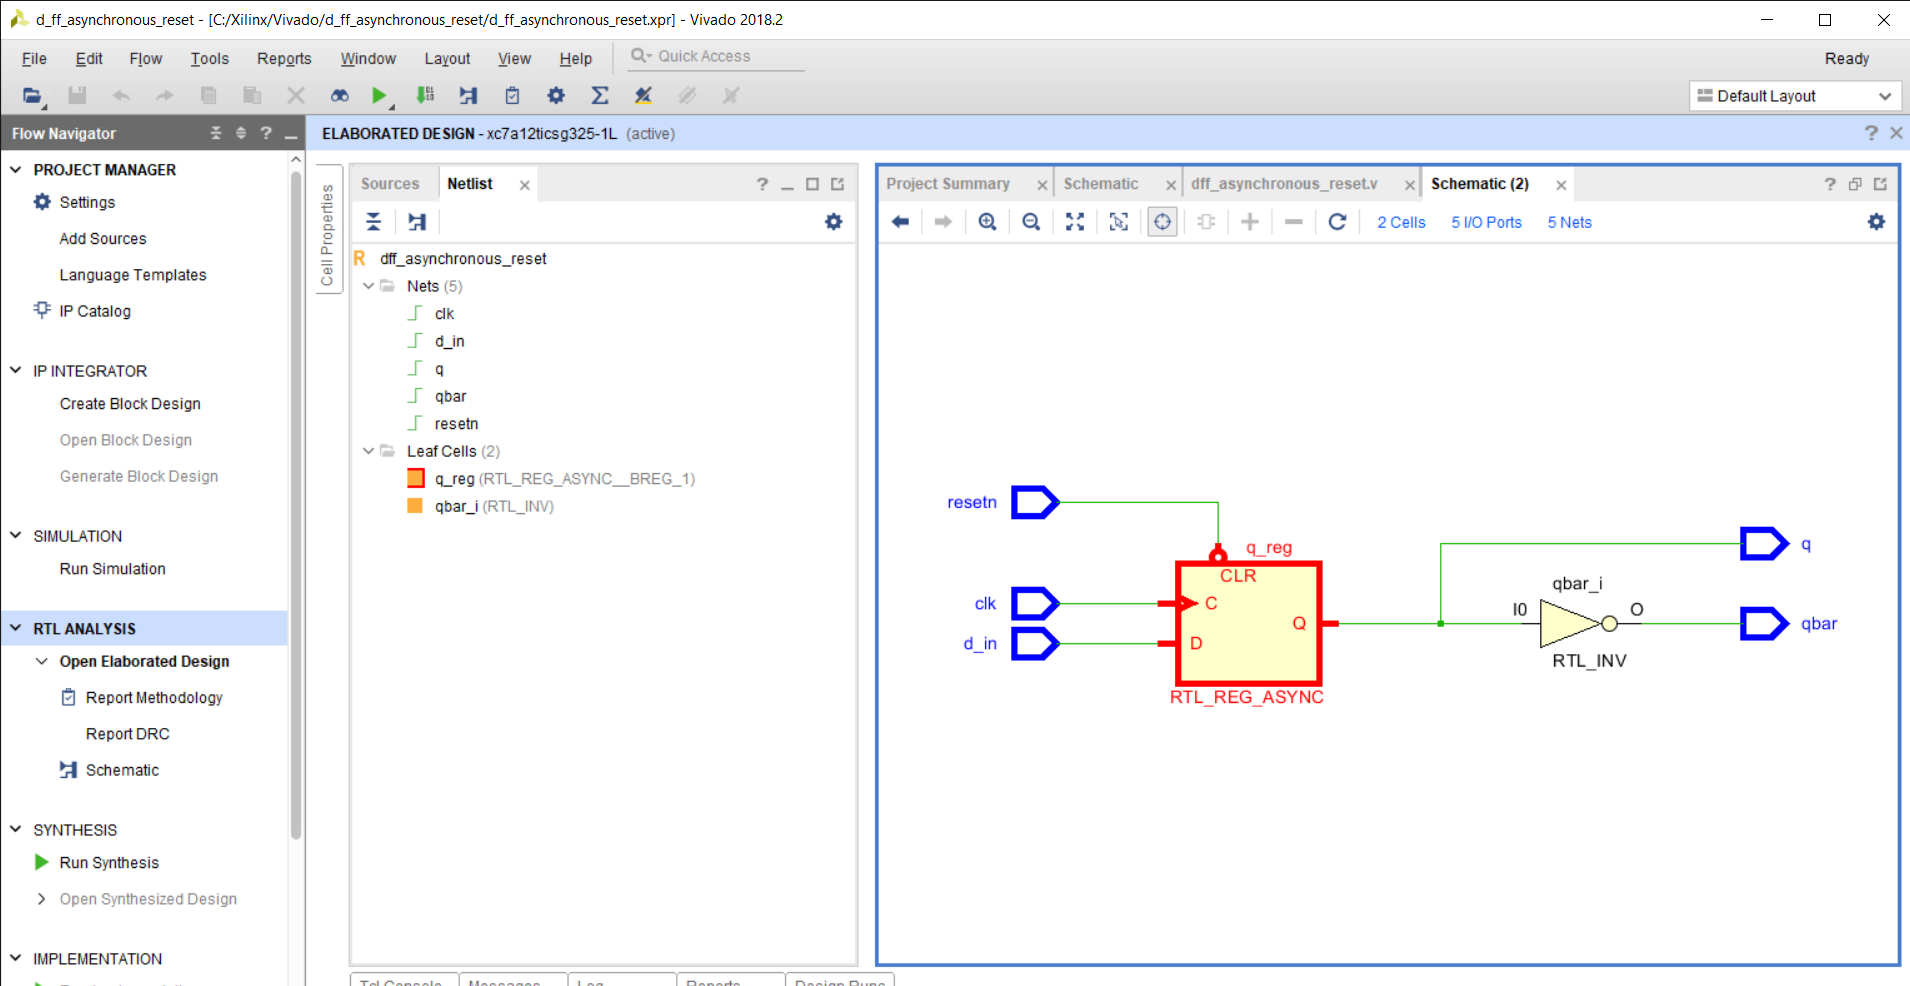 d_ff_asynchronous_reset - [C:/Xilinx/Vivado/d_ff_asynchronous_reset/d_ff_asynchronous_reset.xpr] - Vivado 2018.2
File Edit Flow Tools Reports Window Layout View Help Quick Access Ready
Default Layout
Flow Navigator ?
ELABORATED DESIGN - xc7a12ticsg325-1L (active) ?
PROJECT MANAGER
Settings
Add Sources
Language Templates
IP Catalog
IP INTEGRATOR
Create Block Design
Open Block Design
Generate Block Design
SIMULATION
Run Simulation
RTL ANALYSIS
Open Elaborated Design
Report Methodology
Report DRC
Schematic
SYNTHESIS
Run Synthesis
Open Synthesized Design
IMPLEMENTATION
Cell Properties
Sources Netlist ?
R dff_asynchronous_reset
Nets (5)
clk
d_in
q
qbar
resetn
Leaf Cells (2)
q_reg (RTL_REG_ASYNC__BREG_1)
qbar_i (RTL_INV)
Project Summary Schematic dff_asynchronous_reset.v Schematic (2) ?
2 Cells 5 I/O Ports 5 Nets
resetn
q_reg
CLR
clk
C
d_in
D
Q
RTL_REG_ASYNC
q
qbar_i
I0
O
qbar
RTL_INV
Tcl Console Messages Log Reports Design Runs